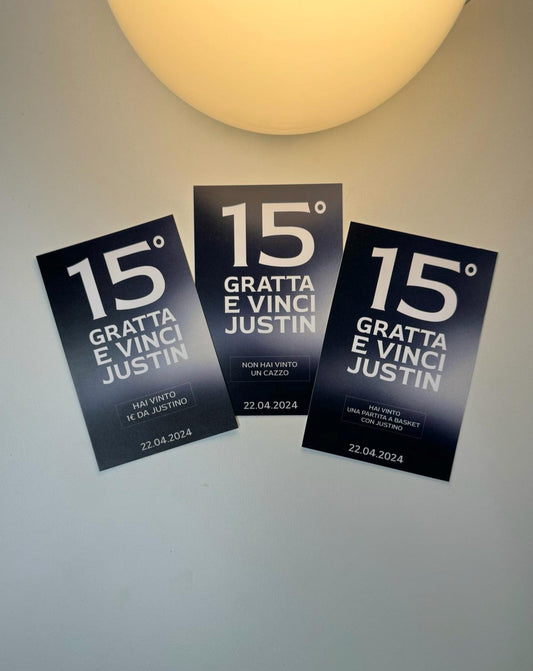 15°
GRATTA
E VINCI
JUSTIN
HAI VINTO
1€ DA JUSTINO
22.04.2024
15°
GRATTA
E VINCI
JUSTIN
NON HAI VINTO
UN CAZZO
22.04.2024
15°
GRATTA
E VINCI
JUSTIN
HAI VINTO
UNA PARTITA A BASKET
CON JUSTINO
22.04.2024